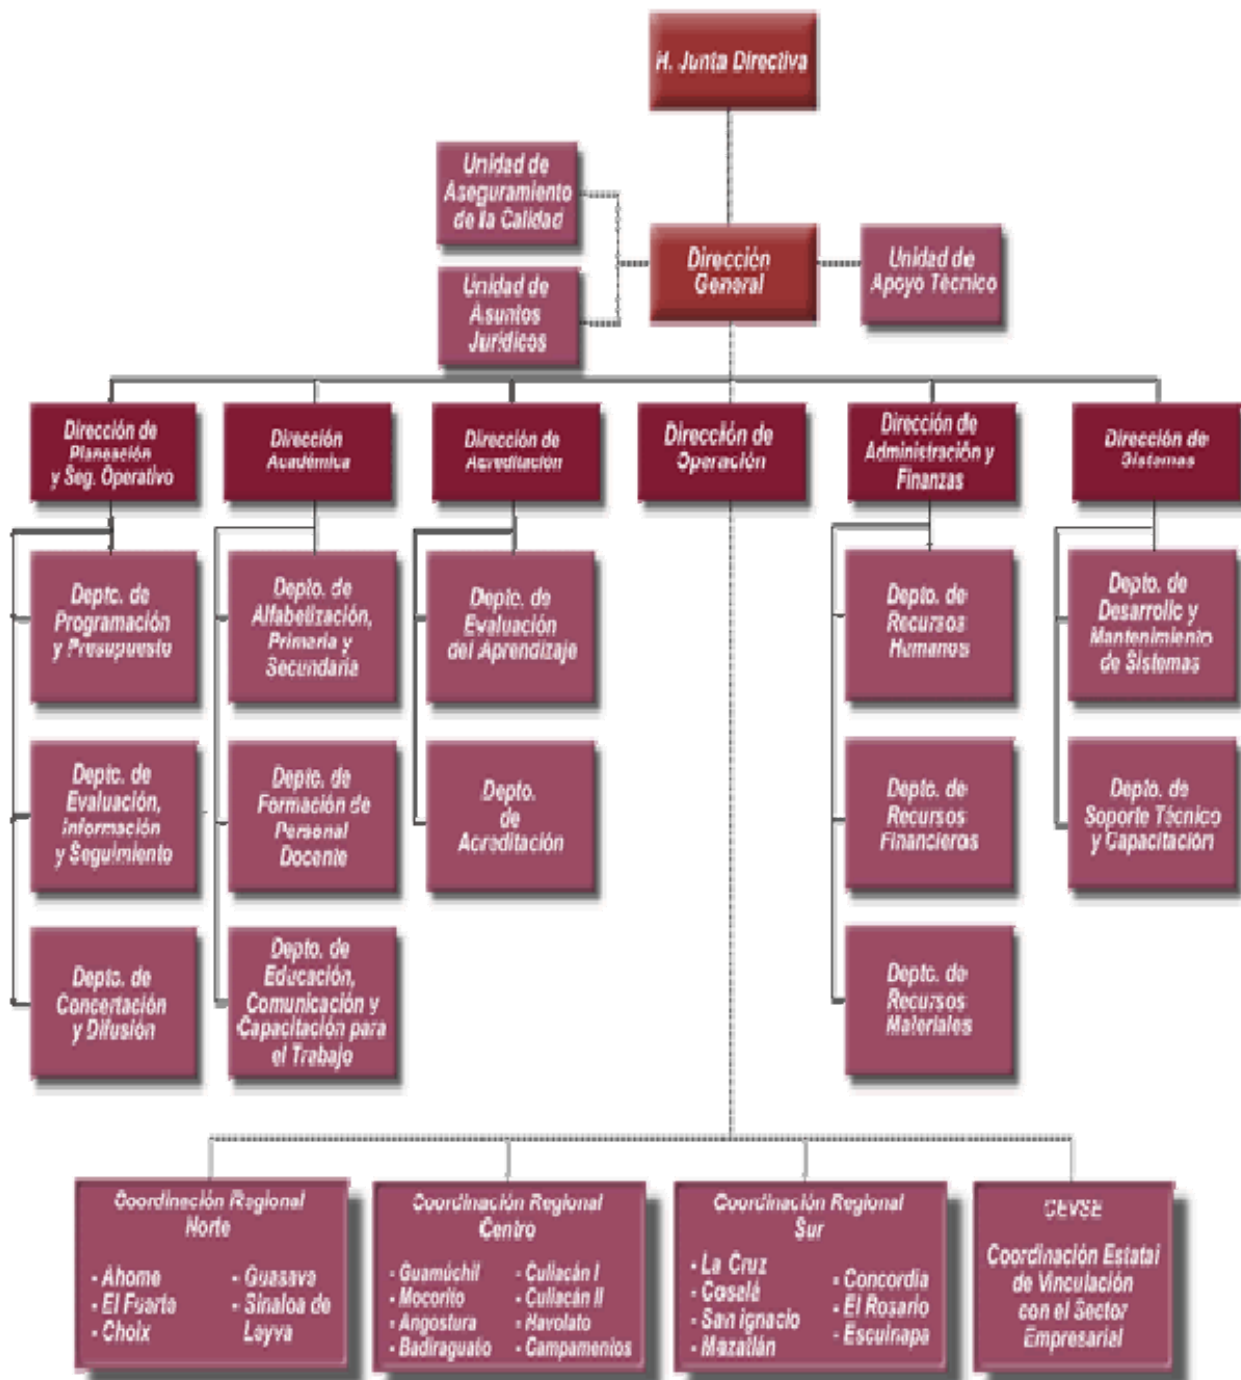 H. Junta Directiva
Unidad de
Aseguramiento
de la Calidad
Dirección
General
Unidad de
Apoyo Técnico
Unidad de
Asuntos
Jurídicos
Dirección de
Planeación
y Seg. Operativo
Dirección
Académica
Dirección de
Acreditación
Dirección de
Operación
Dirección de
Administración y
Finanzas
Dirección de
Sistemas
Depto. de
Programación
y Presupuesto
Depto. de
Alfabetización,
Primaria y
Secundaria
Depto. de
Evaluación
del Aprendizaje
Depto. de
Recursos
Humanos
Depto. de
Desarrollo y
Mantenimiento
de Sistemas
Depto. de
Evaluación,
Información
y Seguimiento
Depto. de
Formación de
Personal
Docente
Depto.
de
Acreditación
Depto. de
Recursos
Financieros
Depto. de
Soporte Técnico
y Capacitación
Depto. de
Concertación
y Difusión
Depto. de
Educación,
Comunicación y
Capacitación para
el Trabajo
Depto. de
Recursos
Materiales
Coordinación Regional
Norte
- Ahome
- El Fuerte
- Choix
- Guasave
- Sinaloa de
Leyva
Coordinación Regional
Centro
- Guamúchil
- Mocorito
- Angostura
- Badiraguato
- Culiacán I
- Culiacán II
- Navolato
- Campamentos
Coordinación Regional
Sur
- La Cruz
- Cosalá
- San ignacio
- Mazatlán
- Concordia
- El Rosario
- Escuinapa
CEVSE
Coordinación Estatal
de Vinculación
con el Sector
Empresarial